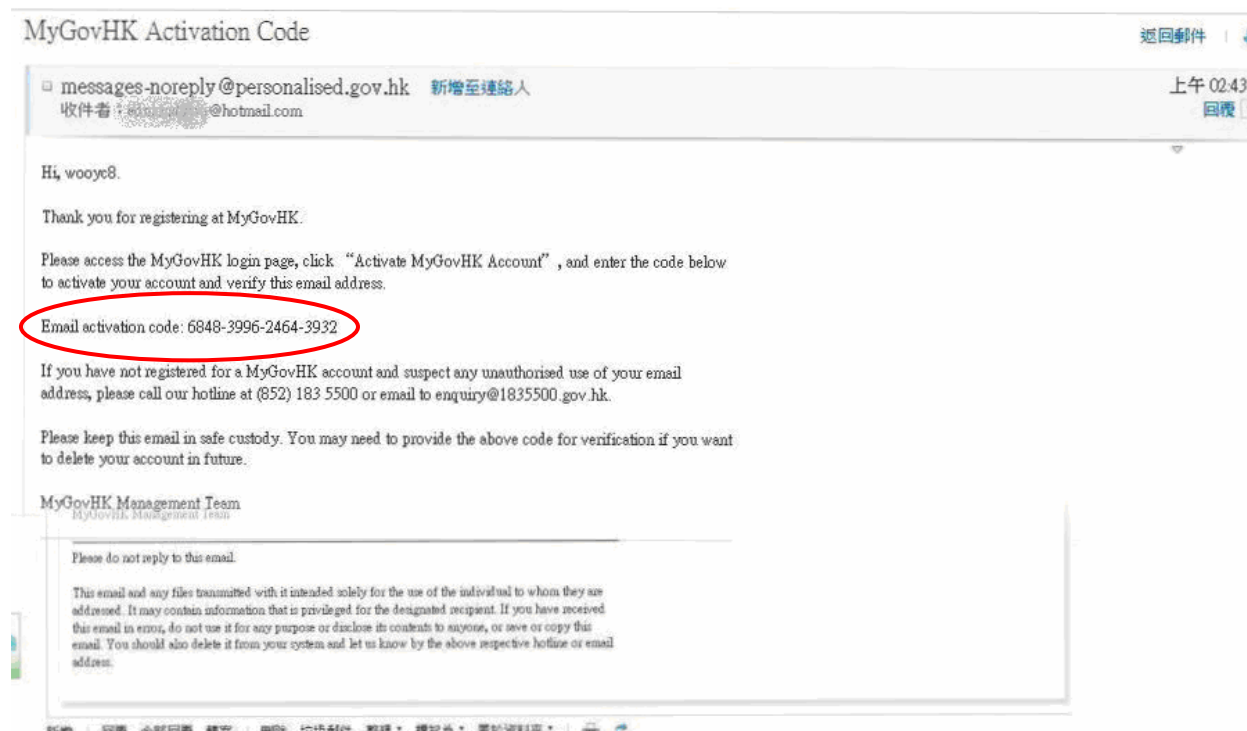 MyGovHK Activation Code
返回郵件
messages-noreply@personalised.gov.hk 新增至連絡人
上午 02:43
收件者： @hotmail.com
回覆
Hi, wooyc8.
Thank you for registering at MyGovHK.
Please access the MyGovHK login page, click “Activate MyGovHK Account”, and enter the code below
to activate your account and verify this email address.
Email activation code: 6848-3996-2464-3932
If you have not registered for a MyGovHK account and suspect any unauthorised use of your email
address, please call our hotline at (852) 183 5500 or email to enquiry@1835500.gov.hk.
Please keep this email in safe custody. You may need to provide the above code for verification if you want
to delete your account in future.
MyGovHK Management Team
MyGovHK Management Team
Please do not reply to this email.
This email and any files transmitted with it intended solely for the use of the individual to whom they are
addressed. It may contain information that is privileged for the designated recipient. If you have received
this email in error, do not use it for any purpose or disclose its contents to anyone, or save or copy this
email. You should also delete it from your system and let us know by the above respective hotline or email
address.